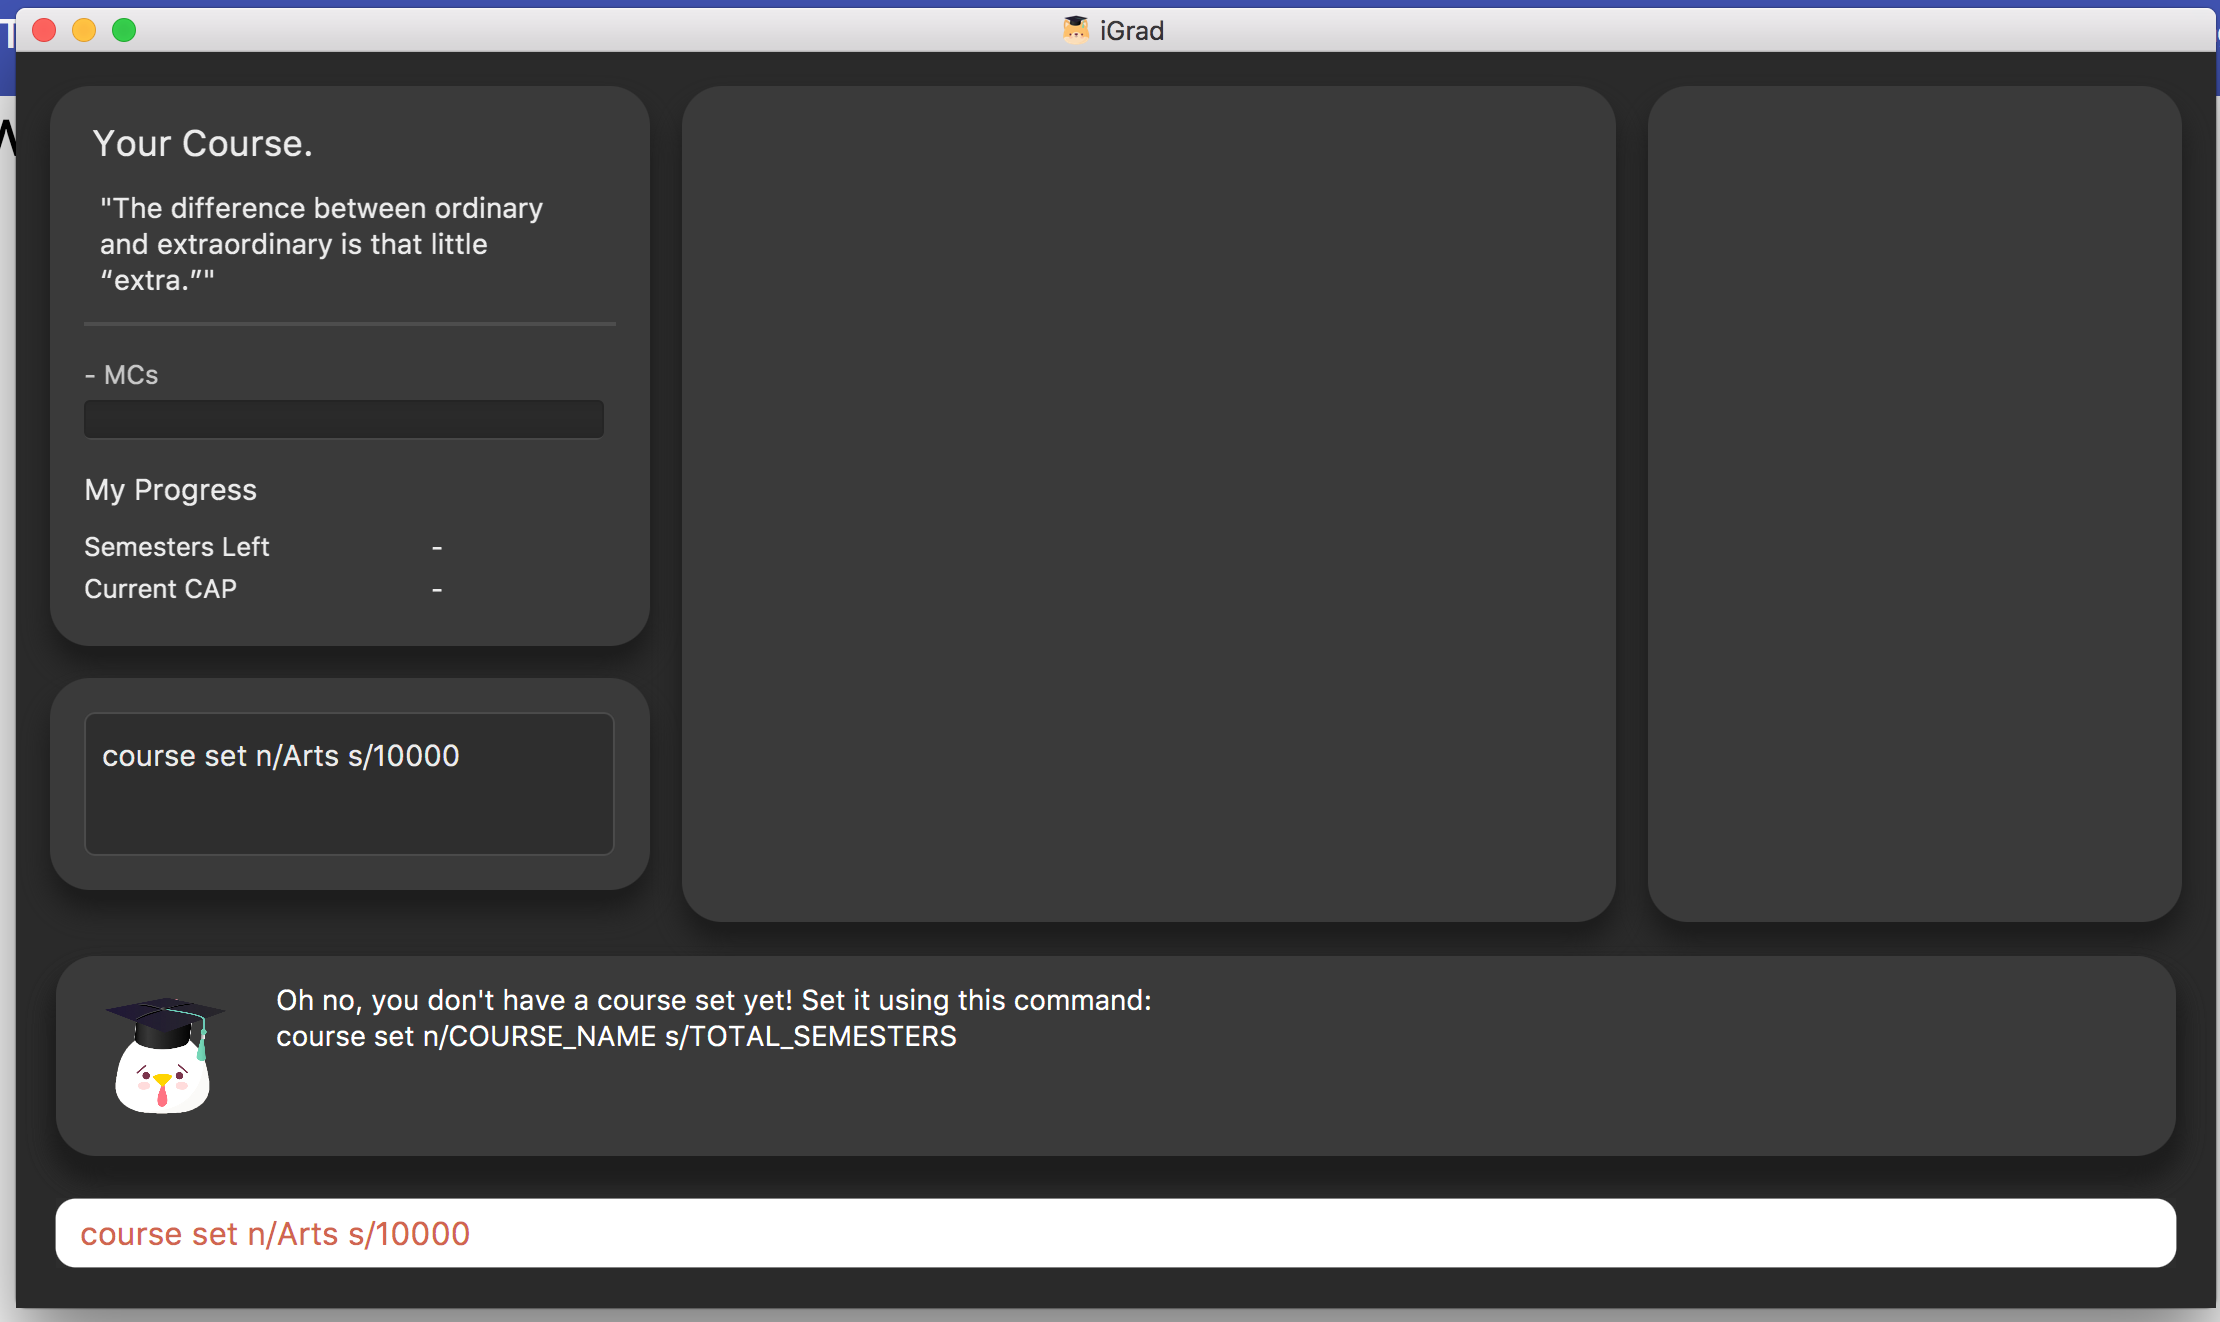 iGrad
Your Course.
"The difference between ordinary
and extraordinary is that little
“extra.”"
- MCs
My Progress
Semesters Left -
Current CAP -
course set n/Arts s/10000
Oh no, you don't have a course set yet! Set it using this command:
course set n/COURSE_NAME s/TOTAL_SEMESTERS
course set n/Arts s/10000